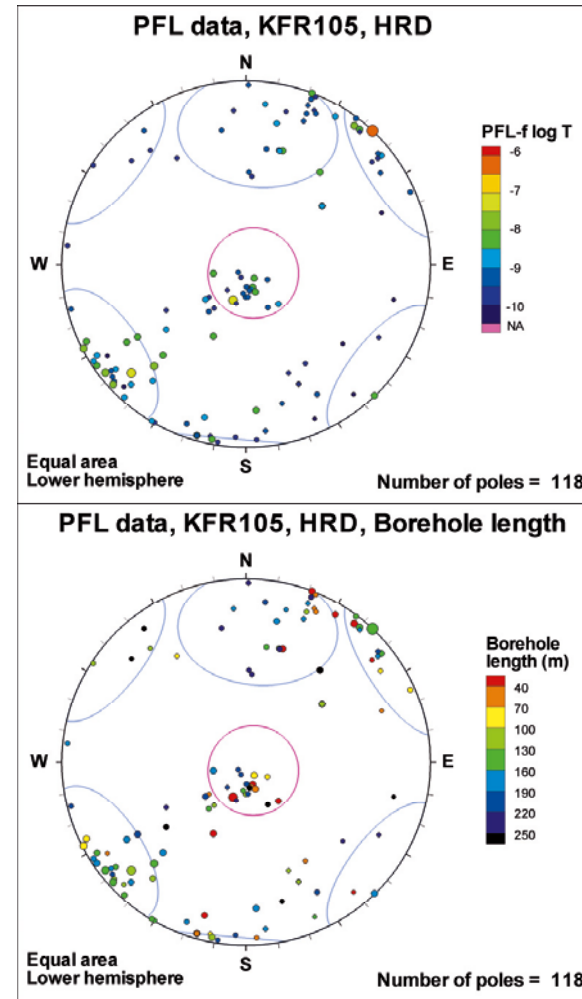 PFL data, KFR105, HRD
N
PFL-f log T
-6
-7
-8
W
E
-9
-10
NA
S
Equal area
Lower hemisphere
Number of poles = 118
PFL data, KFR105, HRD, Borehole length
N
Borehole
length (m)
40
70
100
130
W
E
160
190
220
250
S
Equal area
Lower hemisphere
Number of poles = 118